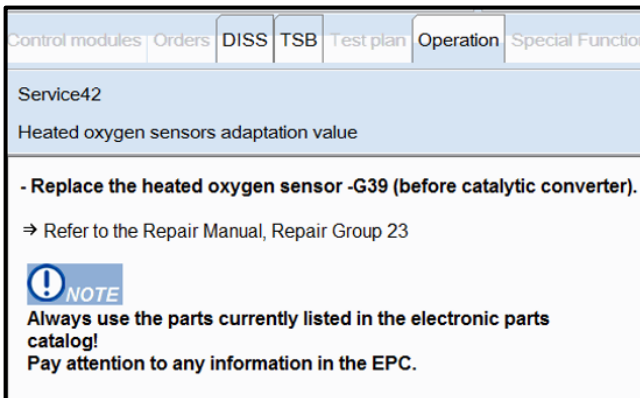 Control modules Orders DISS TSB Test plan Operation Special Function
Service42
Heated oxygen sensors adaptation value
- Replace the heated oxygen sensor -G39 (before catalytic converter).
→ Refer to the Repair Manual, Repair Group 23
NOTE
Always use the parts currently listed in the electronic parts
catalog!
Pay attention to any information in the EPC.